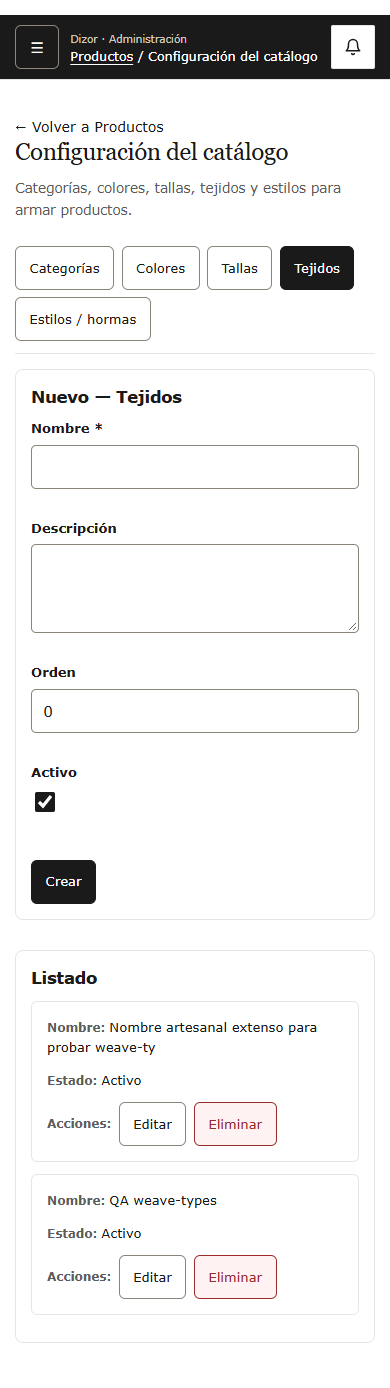 ☰
Dizor · Administración
Productos / Configuración del catálogo
← Volver a Productos
Configuración del catálogo
Categorías, colores, tallas, tejidos y estilos para
armar productos.
Categorías
Colores
Tallas
Tejidos
Estilos / hormas
Nuevo — Tejidos
Nombre *
Descripción
Orden
0
Activo
Crear
Listado
Nombre: Nombre artesanal extenso para
probar weave-ty
Estado: Activo
Acciones: Editar Eliminar
Nombre: QA weave-types
Estado: Activo
Acciones: Editar Eliminar